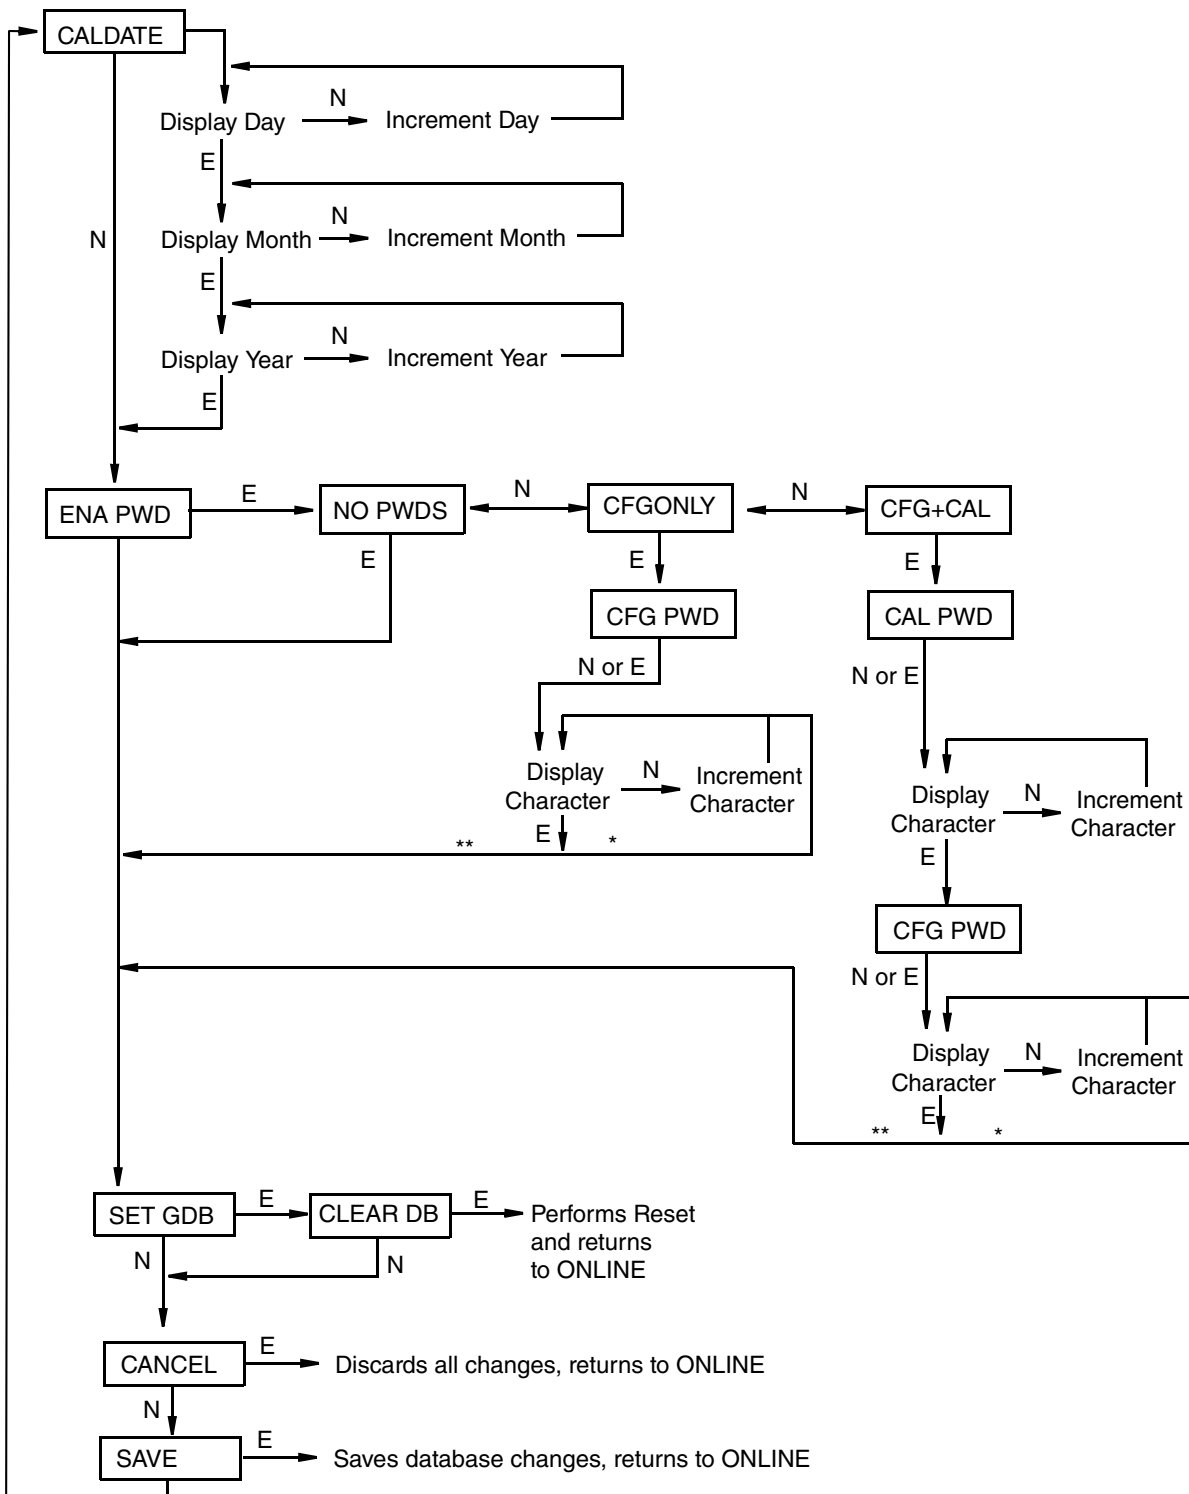 CALDATE
N
Display Day
Increment Day
E
N
Display Month
Increment Month
N
E
N
Display Year
Increment Year
E
ENA PWD
E
NO PWDS
N
CFGONLY
N
CFG+CAL
E
E
E
CFG PWD
CAL PWD
N or E
N or E
Display
Character
N
Increment
Character
E
**
*
Display
Character
N
Increment
Character
E
CFG PWD
N or E
Display
Character
N
Increment
Character
E
**
*
SET GDB
E
CLEAR DB
E
Performs Reset
and returns
to ONLINE
N
N
CANCEL
E
Discards all changes, returns to ONLINE
N
SAVE
E
Saves database changes, returns to ONLINE